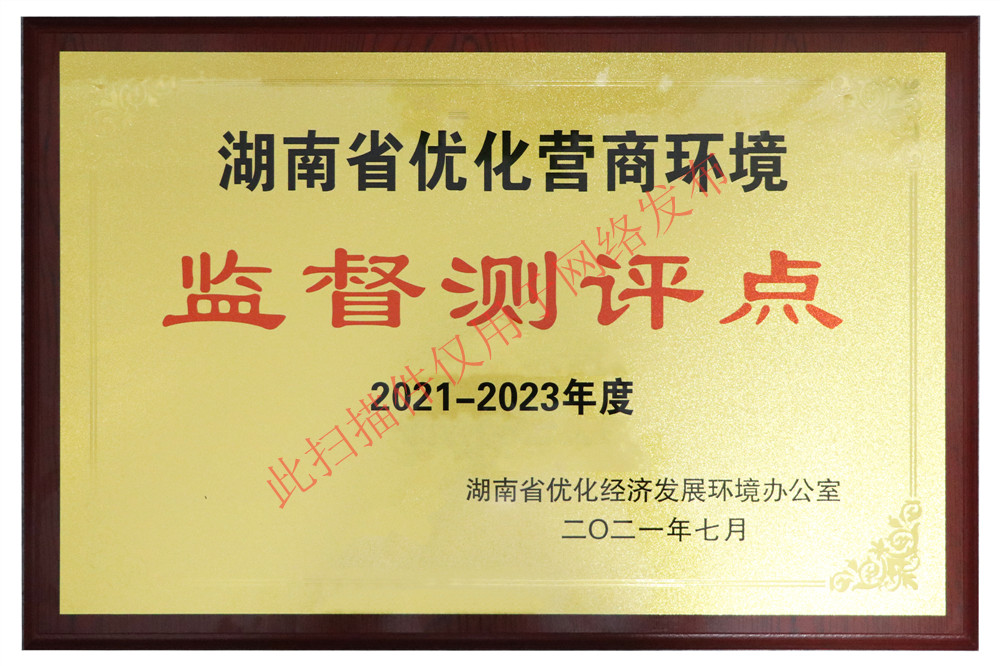 湖南省优化营商环境
监督测评点
2021-2023年度
湖南省优化经济发展环境办公室
二〇二一年七月
此扫描件仅用于网络发布